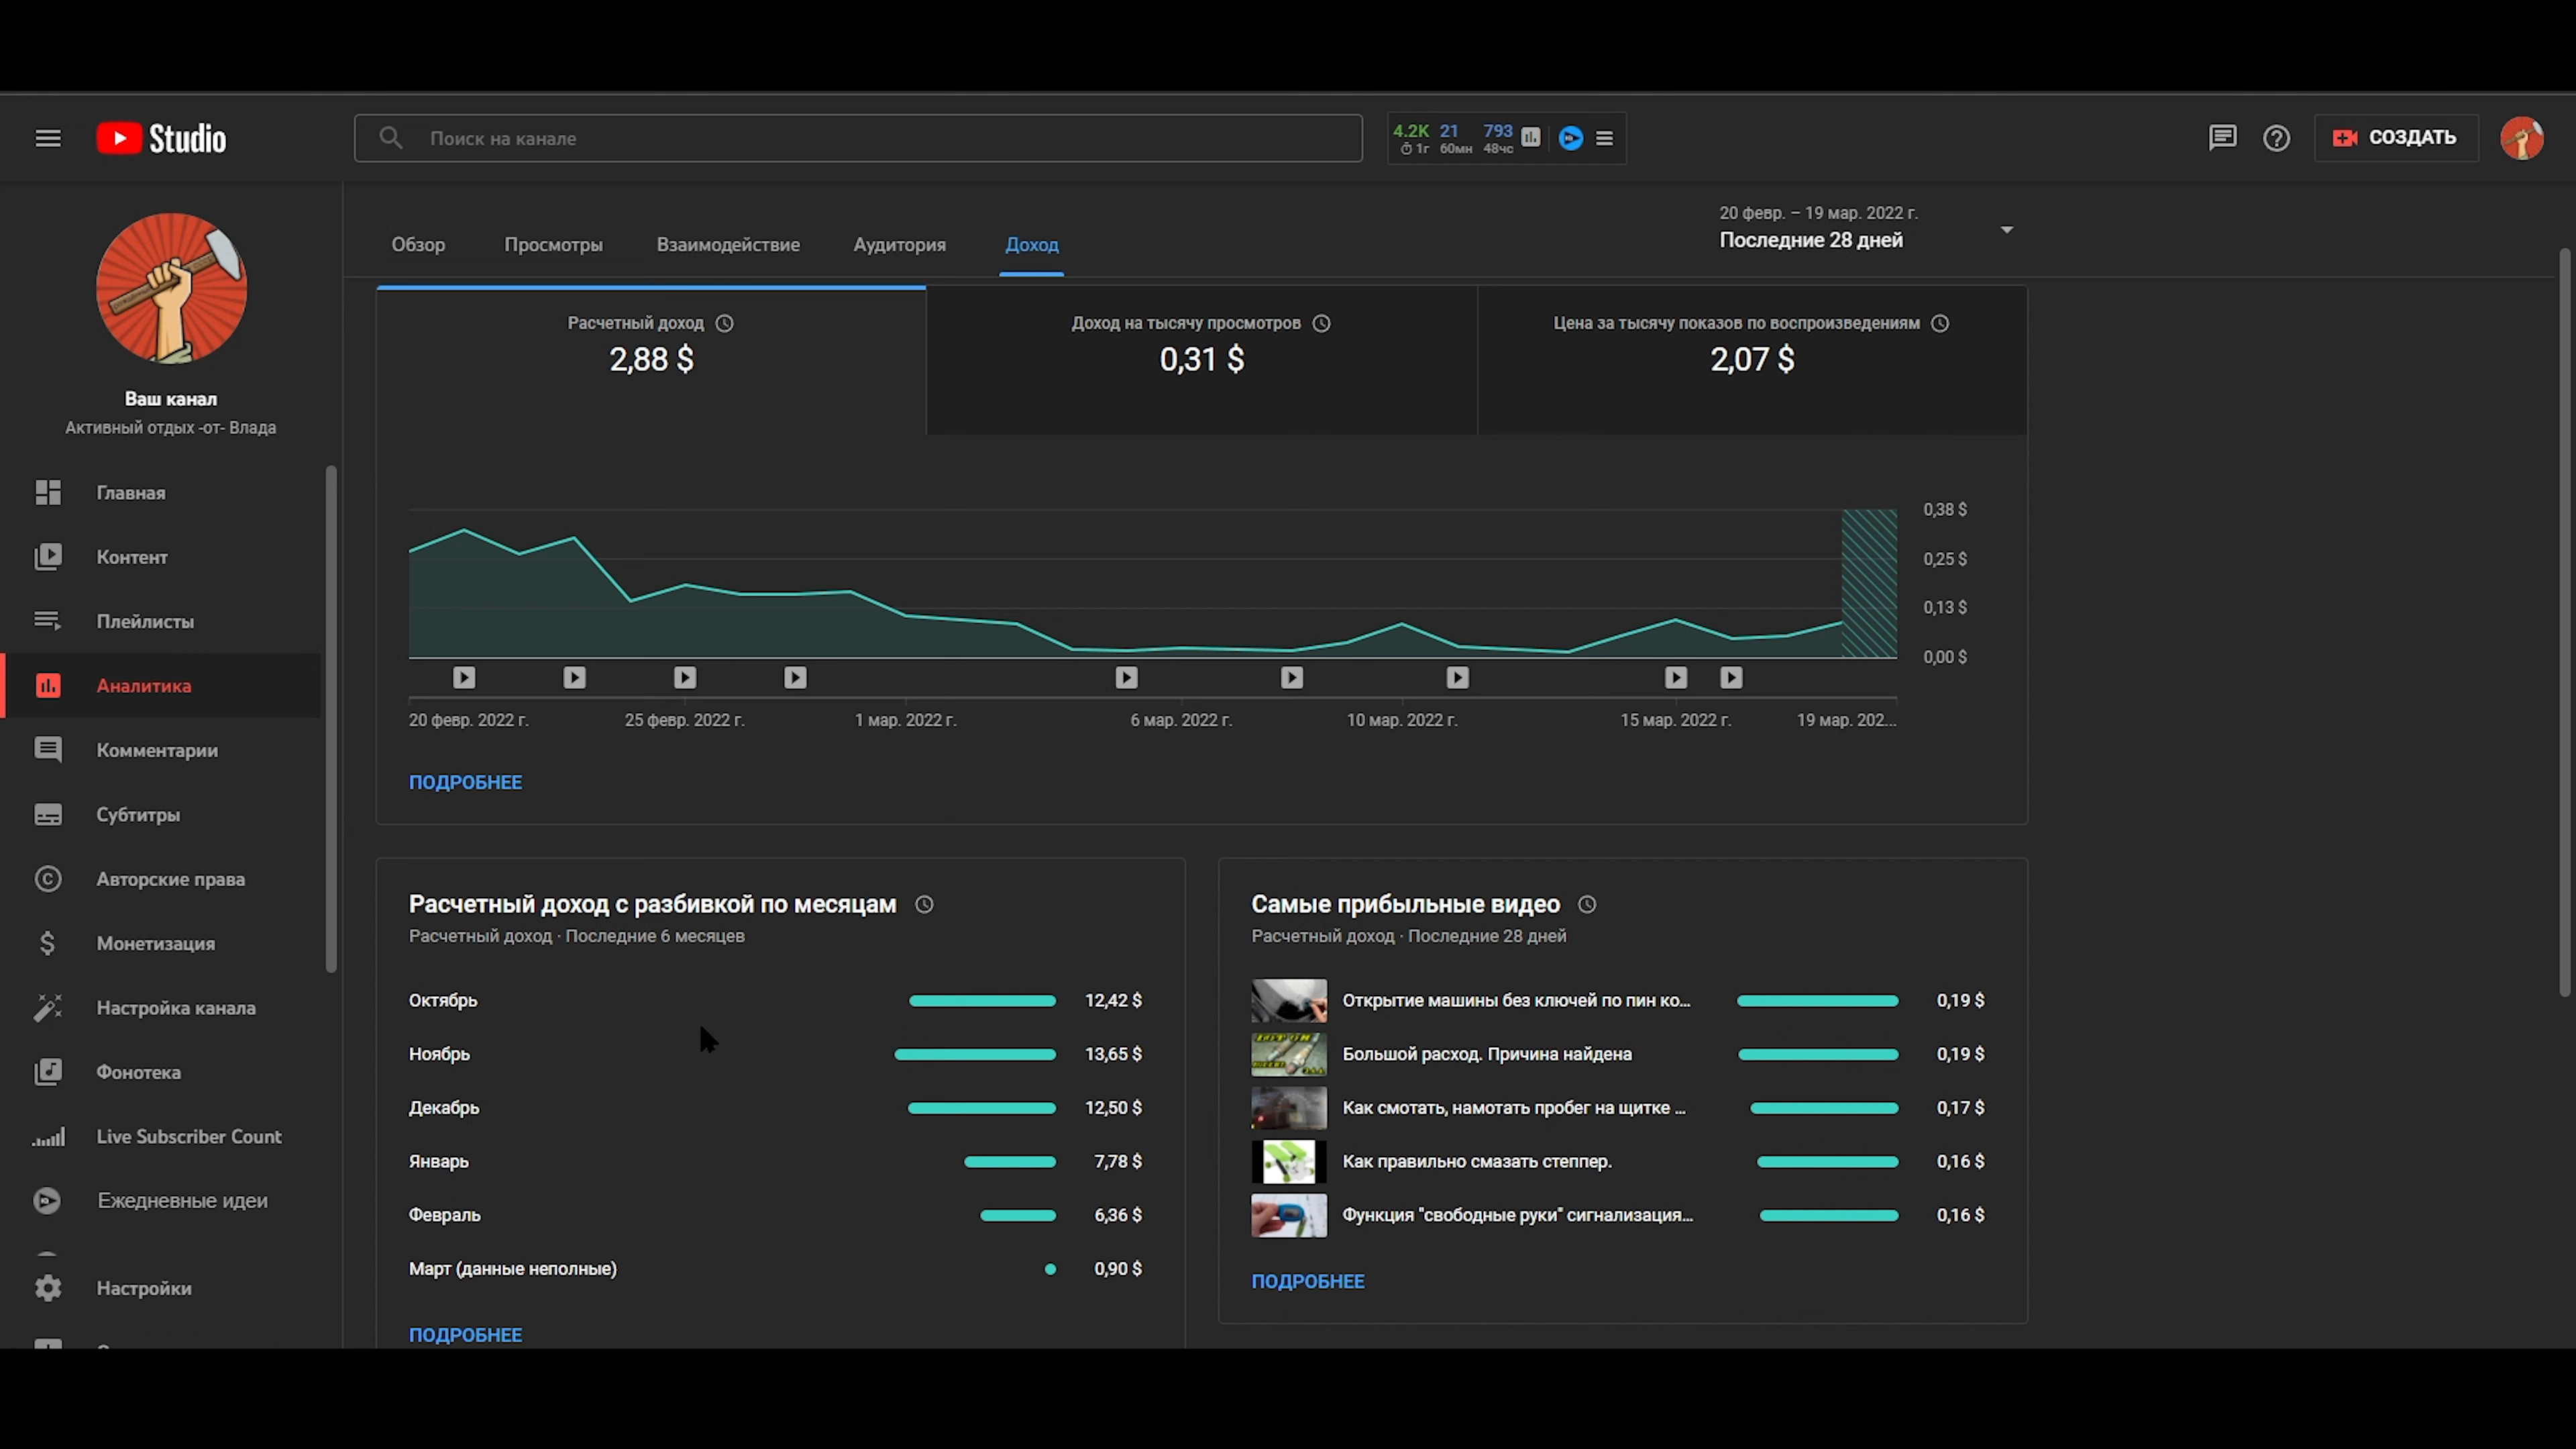 Studio
Поиск на канале
4.2K 21 793
1г 60мн 48чс
СОЗДАТЬ
Ваш канал
Активный отдых -от- Влада
Главная
Контент
Плейлисты
Аналитика
Комментарии
Субтитры
Авторские права
Монетизация
Настройка канала
Фонотека
Live Subscriber Count
Ежедневные идеи
Настройки
Обзор Просмотры Взаимодействие Аудитория Доход
20 февр. – 19 мар. 2022 г.
Последние 28 дней
Расчетный доход
2,88 $
Доход на тысячу просмотров
0,31 $
Цена за тысячу показов по воспроизведениям
2,07 $
0,38 $
0,25 $
0,13 $
0,00 $
20 февр. 2022 г. 25 февр. 2022 г. 1 мар. 2022 г. 6 мар. 2022 г. 10 мар. 2022 г. 15 мар. 2022 г. 19 мар. 202...
ПОДРОБНЕЕ
Расчетный доход с разбивкой по месяцам
Расчетный доход · Последние 6 месяцев
Октябрь 12,42 $
Ноябрь 13,65 $
Декабрь 12,50 $
Январь 7,78 $
Февраль 6,36 $
Март (данные неполные) 0,90 $
ПОДРОБНЕЕ
Самые прибыльные видео
Расчетный доход · Последние 28 дней
Открытие машины без ключей по пин ко... 0,19 $
Большой расход. Причина найдена 0,19 $
Как смотать, намотать пробег на щитке ... 0,17 $
Как правильно смазать степпер. 0,16 $
Функция "свободные руки" сигнализация... 0,16 $
ПОДРОБНЕЕ